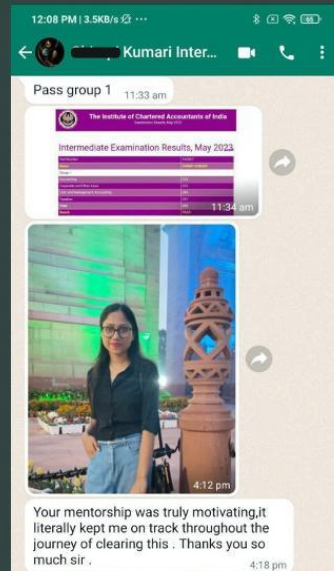 12:08 PM | 3.5KB/s
Kumari Inter...
Pass group 1 11:33 am
The Institute of Chartered Accountants of India
Intermediate Examination Results, May 2023
11:34 am
4:12 pm
Your mentorship was truly motivating,it
literally kept me on track throughout the
journey of clearing this . Thanks you so
much sir .
4:18 pm